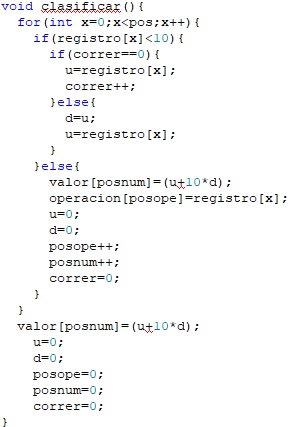 void clasificar(){
  for(int x=0;x<pos;x++){
    if(registro[x]<10){
      if(correr==0){
        u=registro[x];
        correr++;
      }else{
        d=u;
        u=registro[x];
      }
    }else{
      valor[posnum]=(u+10*d);
      operacion[posope]=registro[x];
      u=0;
      d=0;
      posope++;
      posnum++;
      correr=0;
    }
  }
  valor[posnum]=(u+10*d);
    u=0;
    d=0;
    posope=0;
    posnum=0;
    correr=0;
}